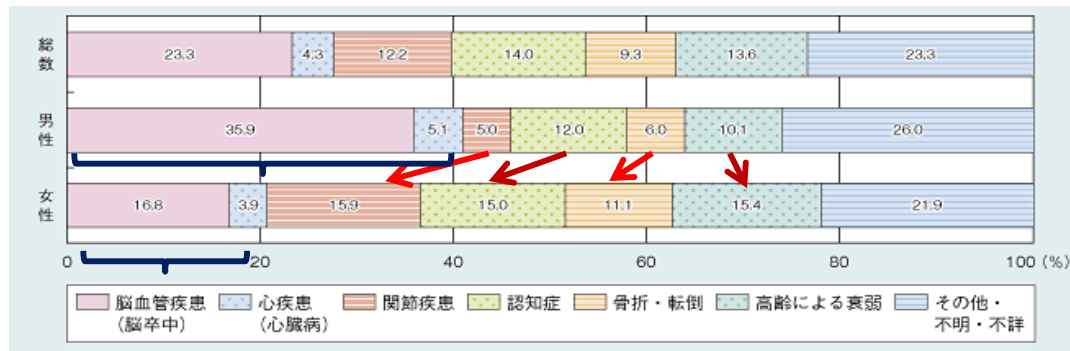 総数
23.3 4.3 12.2 14.0 9.3 13.6 23.3
男性
35.9 5.1 5.0 12.0 6.0 10.1 26.0
女性
16.8 3.9 15.9 15.0 11.1 15.4 21.9
0 20 40 60 80 100 (%)
脳血管疾患 心疾患 関節疾患 認知症 骨折・転倒 高齢による衰弱 その他・
(脳卒中) (心臓病) 不明・不詳